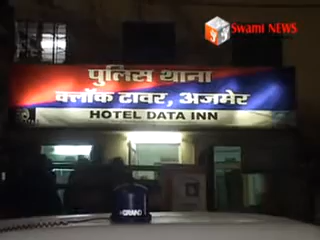 Swami NEWS
पुलिस थाना
क्लॉक टावर, अजमेर
HOTEL DATA INN